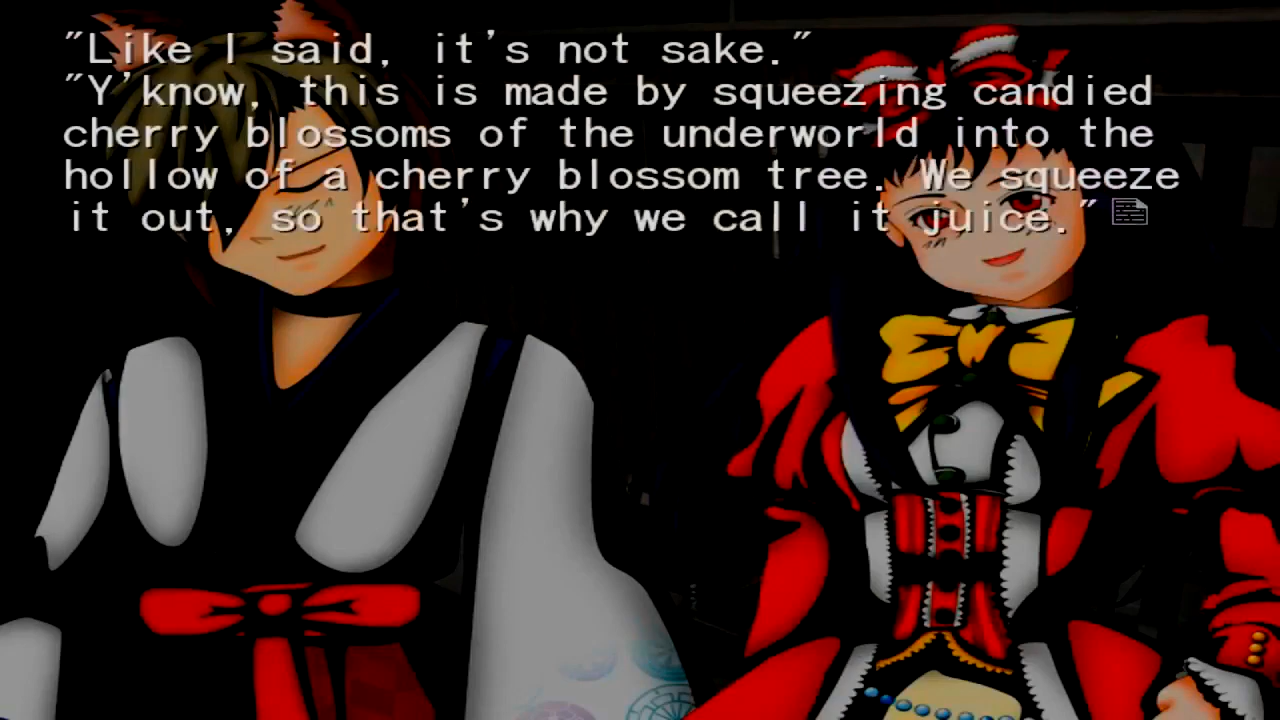 "Like I said, it's not sake."
"Y'know, this is made by squeezing candied
cherry blossoms of the underworld into the
hollow of a cherry blossom tree. We squeeze
it out, so that's why we call it juice."